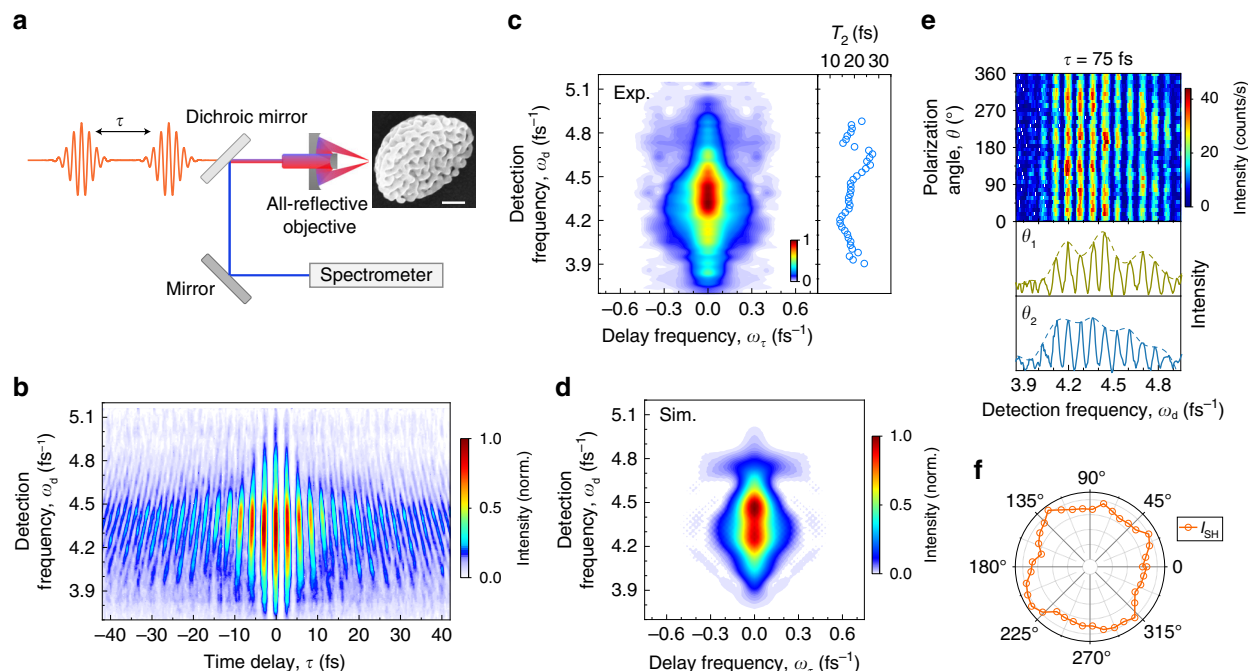 a
τ
Dichroic mirror
All-reflective
objective
Mirror
Spectrometer
b
Detection
frequency, ω_d (fs⁻¹)
5.1
4.5
4.3
3.9
−40 −30 −20 −10 0 10 20 30 40
Time delay, τ (fs)
1.0
0.5
0.0
Intensity (norm.)
c
T₂ (fs)
10 20 30
Exp.
Detection
frequency, ω_d (fs⁻¹)
5.1
4.8
4.5
4.2
3.9
1
0
−0.6 −0.3 0.0 0.3 0.6
Delay frequency, ω_τ (fs⁻¹)
d
Sim.
Detection
frequency, ω_d (fs⁻¹)
5.1
4.8
4.5
4.2
3.9
1.0
0.5
0.0
Intensity (norm.)
−0.6 −0.3 0.0 0.3 0.6
Delay frequency, ω_τ (fs⁻¹)
e
τ = 75 fs
Polarization
angle, θ (°)
360
270
180
90
0
40
20
0
Intensity (counts/s)
θ₁
θ₂
Intensity
3.9 4.2 4.5 4.8
Detection frequency, ω_d (fs⁻¹)
f
90°
135° 45°
180° 0
225° 315°
270°
I_SH